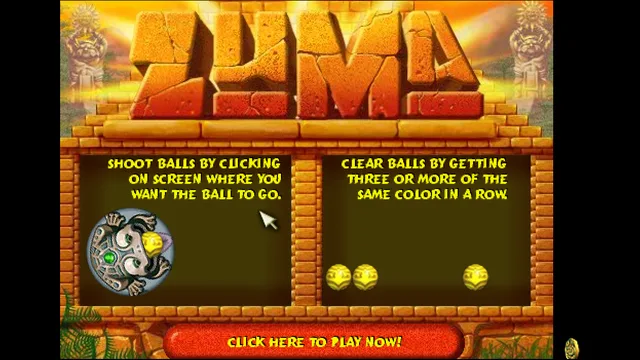 ZUMA
SHOOT BALLS BY CLICKING
ON SCREEN WHERE YOU
WANT THE BALL TO GO.
CLEAR BALLS BY GETTING
THREE OR MORE OF THE
SAME COLOR IN A ROW.
CLICK HERE TO PLAY NOW!